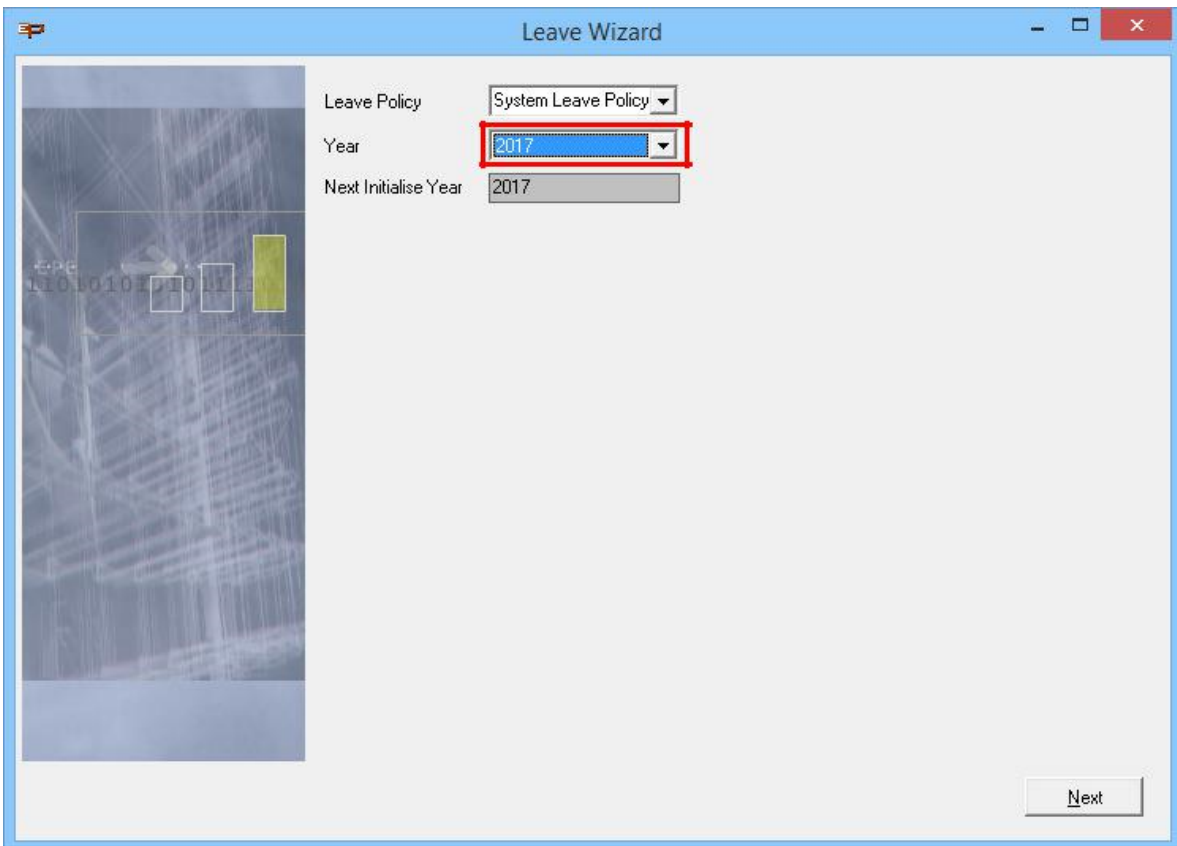 Leave Wizard
Leave Policy System Leave Policy
Year 2017
Next Initialise Year 2017
Next